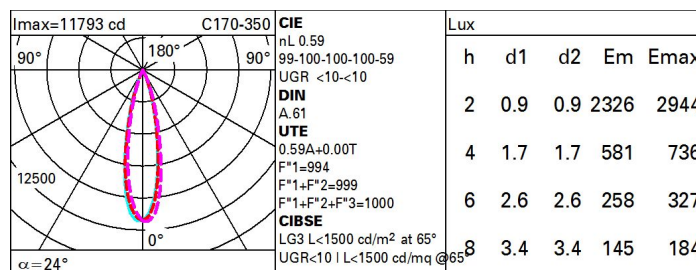 Imax=11793 cd C170-350
90° 180° 90°
12500
0°
α=24°
CIE
nL 0.59
99-100-100-100-59
UGR <10-<10
DIN
A.61
UTE
0.59A+0.00T
F"1=994
F"1+F"2=999
F"1+F"2+F"3=1000
CIBSE
LG3 L<1500 cd/m² at 65°
UGR<10 | L<1500 cd/mq @65°
Lux
h d1 d2 Em Emax
2 0.9 0.9 2326 2944
4 1.7 1.7 581 736
6 2.6 2.6 258 327
8 3.4 3.4 145 184